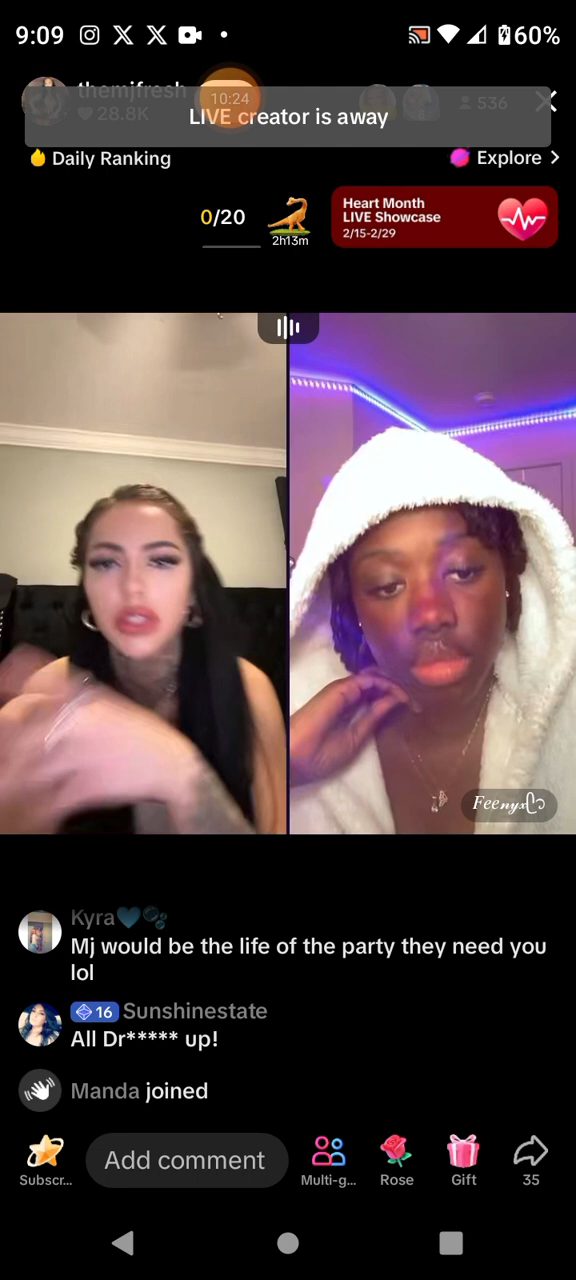 9:09
60%
themjfresh
28.8K
10:24
536
LIVE creator is away
Daily Ranking
Explore >
0/20
2h13m
Heart Month
LIVE Showcase
2/15-2/29
Feenyx
Kyra
Mj would be the life of the party they need you
lol
16 Sunshinestate
All Dr***** up!
Manda joined
Add comment
Subscr...
Multi-g...
Rose
Gift
35